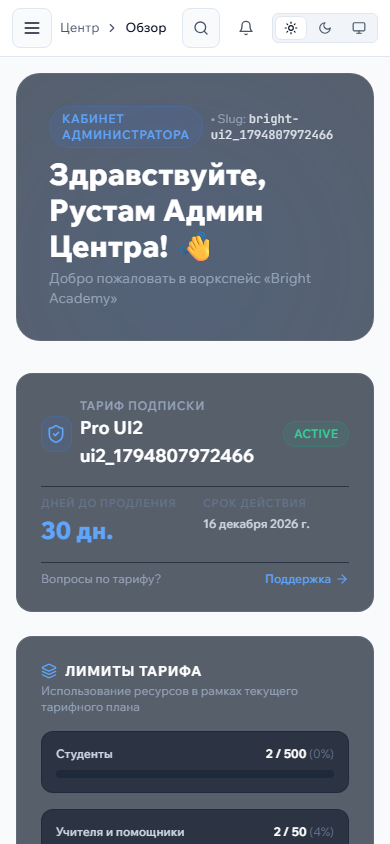 Центр > Обзор
КАБИНЕТ
АДМИНИСТРАТОРА
• Slug: bright-
ui2_1794807972466
Здравствуйте,
Рустам Админ
Центра! 👋
Добро пожаловать в воркспейс «Bright
Academy»
ТАРИФ ПОДПИСКИ
Pro UI2
ui2_1794807972466
ACTIVE
ДНЕЙ ДО ПРОДЛЕНИЯ
30 дн.
СРОК ДЕЙСТВИЯ
16 декабря 2026 г.
Вопросы по тарифу?
Поддержка →
ЛИМИТЫ ТАРИФА
Использование ресурсов в рамках текущего
тарифного плана
Студенты
2 / 500 (0%)
Учителя и помощники
2 / 50 (4%)